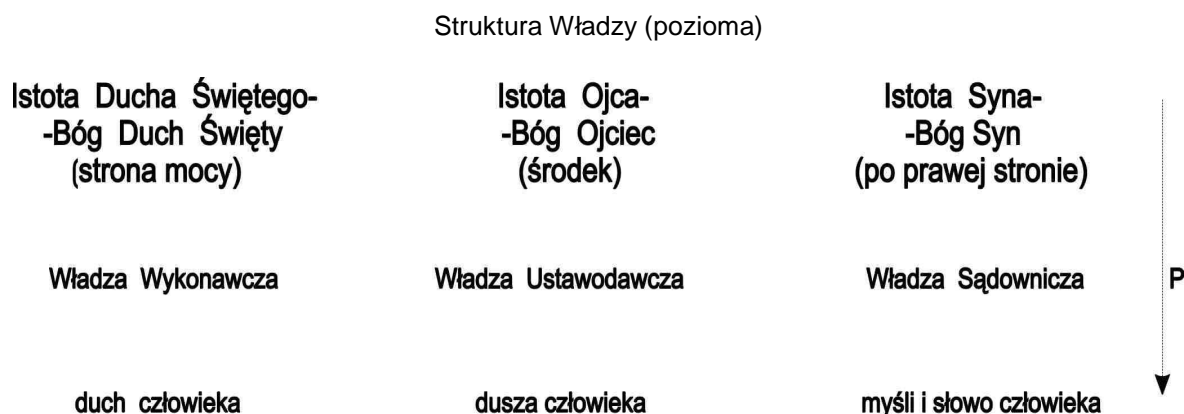 Struktura Władzy (pozioma)
Istota Ducha Świętego- Istota Ojca- Istota Syna-
-Bóg Duch Święty -Bóg Ojciec -Bóg Syn
(strona mocy) (środek) (po prawej stronie)
Władza Wykonawcza Władza Ustawodawcza Władza Sądownicza P
duch człowieka dusza człowieka myśli i słowo człowieka